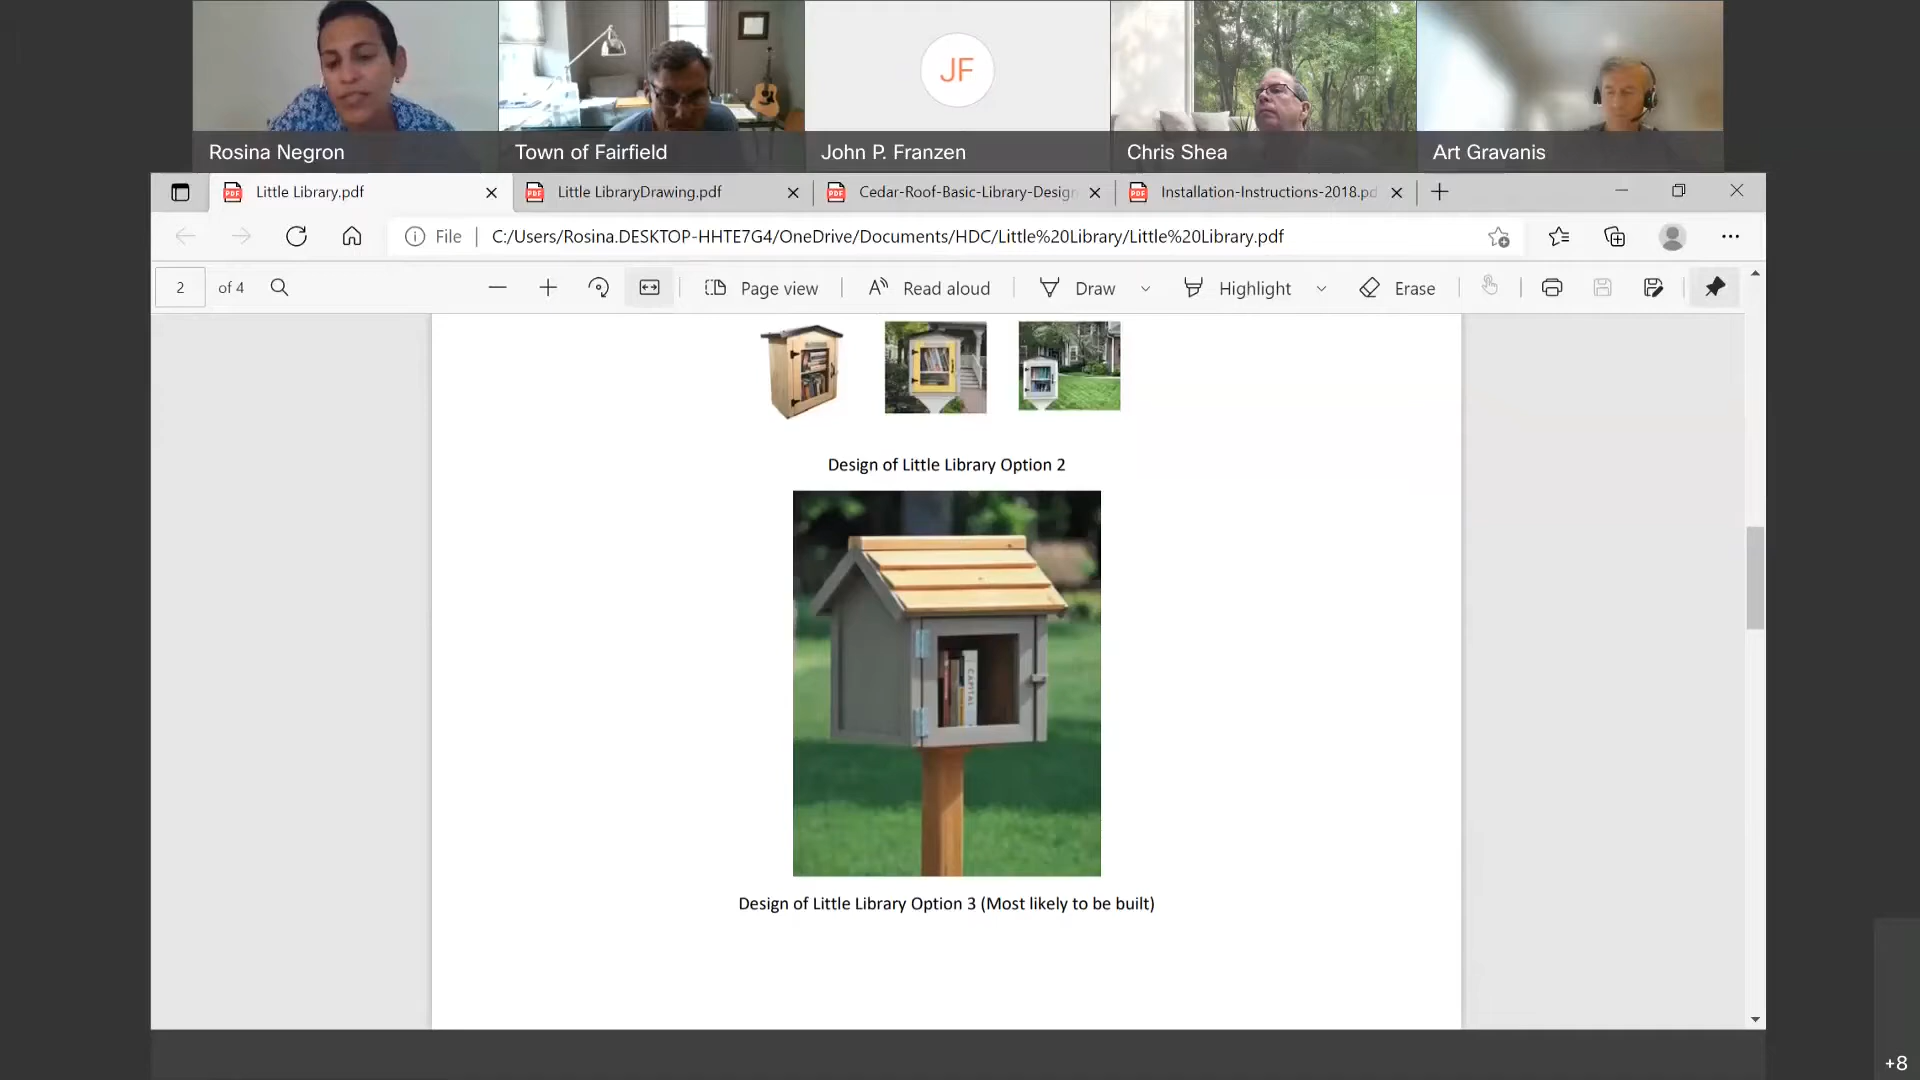 JF
Rosina Negron
Town of Fairfield
John P. Franzen
Chris Shea
Art Gravanis
Little Library.pdf
Little LibraryDrawing.pdf
Cedar-Roof-Basic-Library-Design
Installation-Instructions-2018.pd
File
C:/Users/Rosina.DESKTOP-HHTE7G4/OneDrive/Documents/HDC/Little%20Library/Little%20Library.pdf
2 of 4
Page view
Read aloud
Draw
Highlight
Erase
Design of Little Library Option 2
CAPITAL
Design of Little Library Option 3 (Most likely to be built)
+8